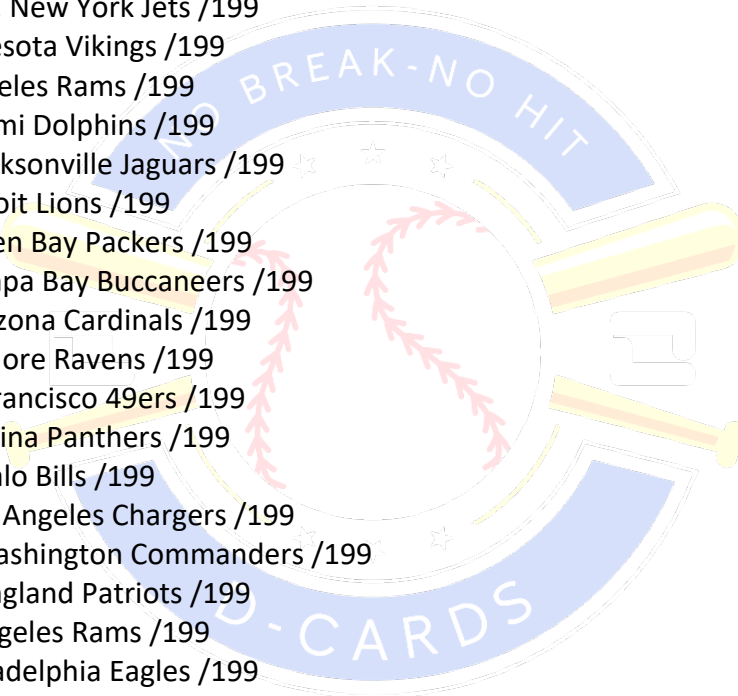 New York Jets /199
esota Vikings /199
eles Rams /199
mi Dolphins /199
ksonville Jaguars /199
oit Lions /199
en Bay Packers /199
pa Bay Buccaneers /199
zona Cardinals /199
ore Ravens /199
rancisco 49ers /199
ina Panthers /199
lo Bills /199
Angeles Chargers /199
ashington Commanders /199
gland Patriots /199
geles Rams /199
adelphia Eagles /199
NO BREAK-NO HIT
D-CARDS